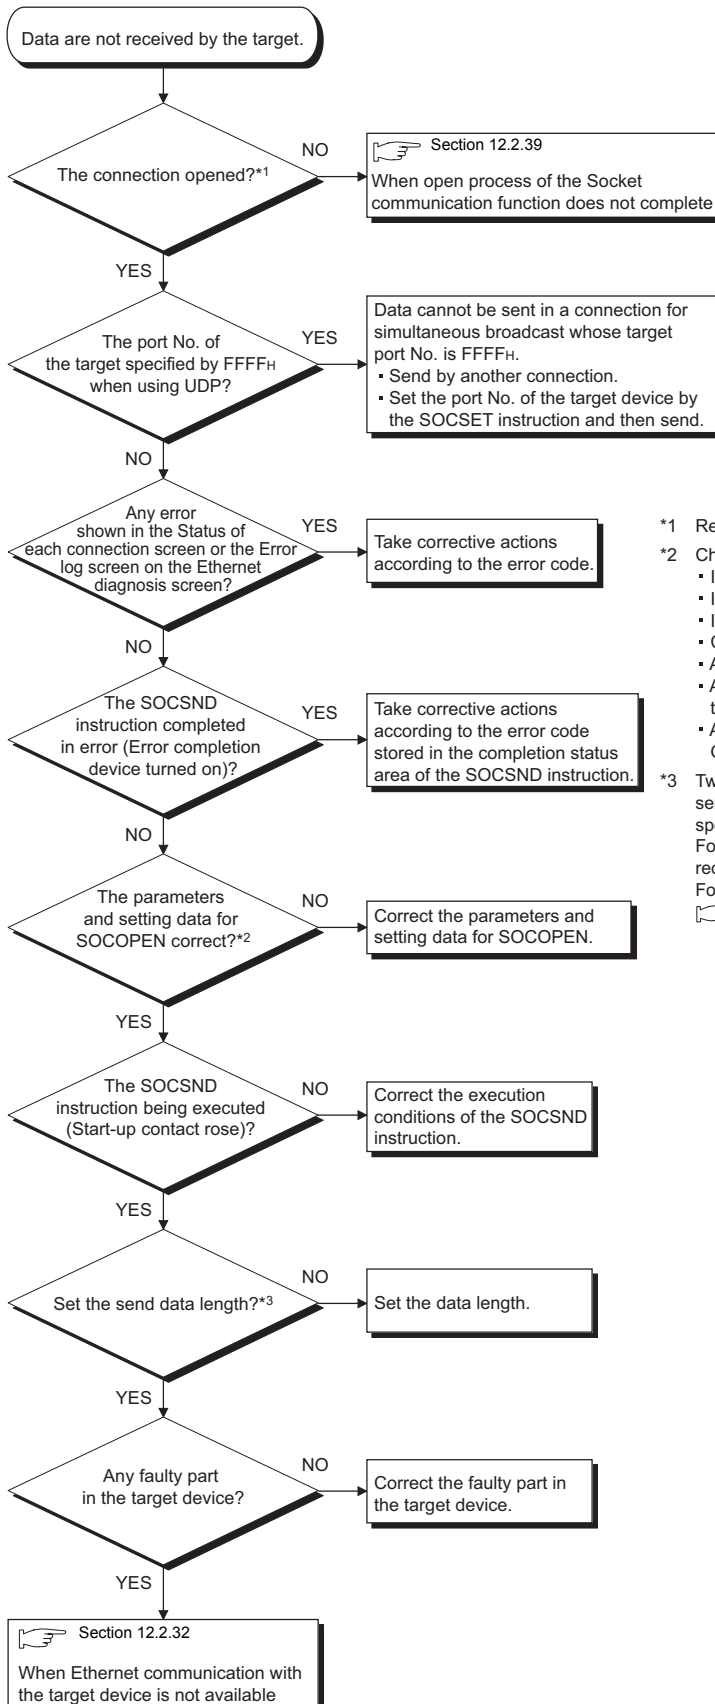 Data are not received by the target.
The connection opened?*1
NO
Section 12.2.39
When open process of the Socket
communication function does not complete
YES
The port No. of
the target specified by FFFFH
when using UDP?
YES
Data cannot be sent in a connection for
simultaneous broadcast whose target
port No. is FFFFH.
▪ Send by another connection.
▪ Set the port No. of the target device by
the SOCSET instruction and then send.
NO
Any error
shown in the Status of
each connection screen or the Error
log screen on the Ethernet
diagnosis screen?
YES
Take corrective actions
according to the error code.
NO
The SOCSND
instruction completed
in error (Error completion
device turned on)?
YES
Take corrective actions
according to the error code
stored in the completion status
area of the SOCSND instruction.
NO
The parameters
and setting data for
SOCOPEN correct?*2
NO
Correct the parameters and
setting data for SOCOPEN.
YES
The SOCSND
instruction being executed
(Start-up contact rose)?
NO
Correct the execution
conditions of the SOCSND
instruction.
YES
Set the send data length?*3
NO
Set the data length.
YES
Any faulty part
in the target device?
NO
Correct the faulty part in
the target device.
YES
Section 12.2.32
When Ethernet communication with
the target device is not available
*1
*2
*3